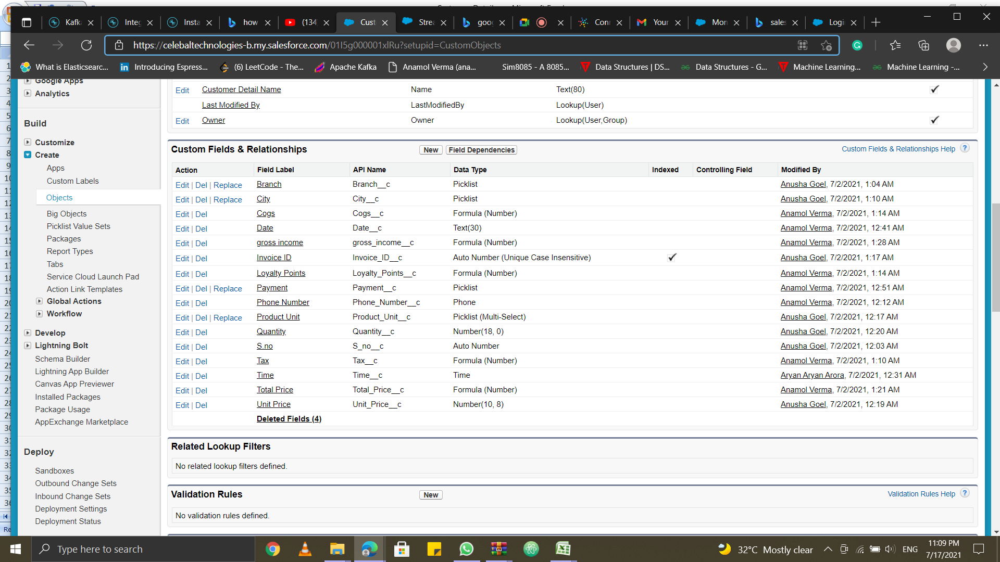 Kafk
Integ
Insta
how
(134
Cust
Strea
goog
Conn
Your
Mon
sales
Login
https://celebaltechnologies-b.my.salesforce.com/01I5g000001xlRu?setupid=CustomObjects
What is Elasticsearc...
Introducing Espress...
(6) LeetCode - The...
Apache Kafka
Anamol Verma (ana...
Sim8085 - A 8085...
Data Structures | DS...
Data Structures - G...
Machine Learning...
Machine Learning -...
Google Apps
Analytics
Build
Customize
Create
Apps
Custom Labels
Objects
Big Objects
Picklist Value Sets
Packages
Report Types
Tabs
Service Cloud Launch Pad
Action Link Templates
Global Actions
Workflow
Develop
Lightning Bolt
Schema Builder
Lightning App Builder
Canvas App Previewer
Installed Packages
Package Usage
AppExchange Marketplace
Deploy
Sandboxes
Outbound Change Sets
Inbound Change Sets
Deployment Settings
Deployment Status
Edit Customer Detail Name Name Text(80)
Last Modified By LastModifiedBy Lookup(User)
Edit Owner Owner Lookup(User,Group)
Custom Fields & Relationships New Field Dependencies Custom Fields & Relationships Help ?
Action Field Label API Name Data Type Indexed Controlling Field Modified By
Edit | Del | Replace Branch Branch__c Picklist Anusha Goel, 7/2/2021, 1:04 AM
Edit | Del | Replace City City__c Picklist Anusha Goel, 7/2/2021, 1:10 AM
Edit | Del Cogs Cogs__c Formula (Number) Anamol Verma, 7/2/2021, 1:14 AM
Edit | Del Date Date__c Text(30) Anamol Verma, 7/2/2021, 12:41 AM
Edit | Del gross income gross_income__c Formula (Number) Anamol Verma, 7/2/2021, 1:28 AM
Edit | Del Invoice ID Invoice_ID__c Auto Number (Unique Case Insensitive) Anusha Goel, 7/2/2021, 1:17 AM
Edit | Del Loyalty Points Loyalty_Points__c Formula (Number) Anamol Verma, 7/2/2021, 1:14 AM
Edit | Del | Replace Payment Payment__c Picklist Anamol Verma, 7/2/2021, 12:51 AM
Edit | Del Phone Number Phone_Number__c Phone Anamol Verma, 7/2/2021, 12:12 AM
Edit | Del | Replace Product Unit Product_Unit__c Picklist (Multi-Select) Anusha Goel, 7/2/2021, 12:17 AM
Edit | Del Quantity Quantity__c Number(18, 0) Anusha Goel, 7/2/2021, 12:20 AM
Edit | Del S.no S_no__c Auto Number Anusha Goel, 7/2/2021, 12:03 AM
Edit | Del Tax Tax__c Formula (Number) Anamol Verma, 7/2/2021, 1:10 AM
Edit | Del Time Time__c Time Aryan Aryan Arora, 7/2/2021, 12:31 AM
Edit | Del Total Price Total_Price__c Formula (Number) Anamol Verma, 7/2/2021, 1:21 AM
Edit | Del Unit Price Unit_Price__c Number(10, 8) Anusha Goel, 7/2/2021, 12:19 AM
Deleted Fields (4)
Related Lookup Filters
No related lookup filters defined.
Validation Rules New Validation Rules Help ?
No validation rules defined.
Type here to search
32°C Mostly clear
ENG
11:09 PM
7/17/2021